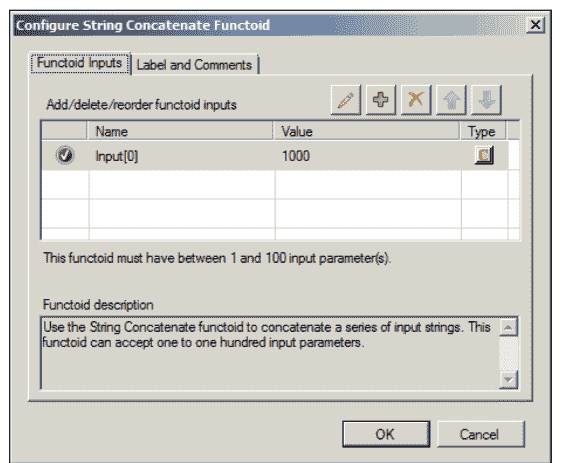 Configure String Concatenate Functoid
Functoid Inputs Label and Comments
Add/delete/reorder functoid inputs
Name Value Type
Input[0] 1000 C
This functoid must have between 1 and 100 input parameter(s).
Functoid description
Use the String Concatenate functoid to concatenate a series of input strings. This
functoid can accept one to one hundred input parameters.
OK Cancel